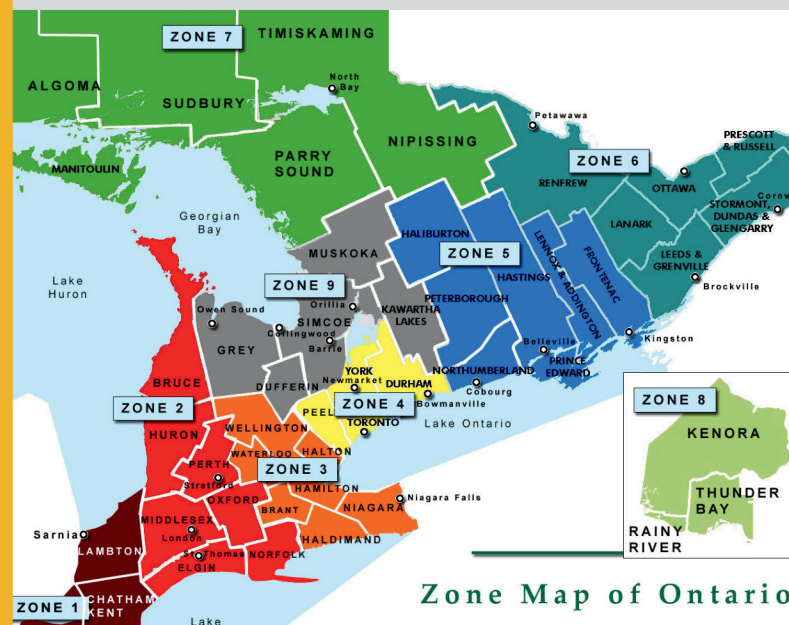 ZONE 7
TIMISKAMING
ALGOMA
SUDBURY
North
Bay
NIPISSING
PARRY
SOUND
MANITOULIN
Petawawa
ZONE 6
RENFREW
OTTAWA
PRESCOTT
& RUSSELL
Cornw
STORMONT,
DUNDAS &
GLENGARRY
LANARK
LEEDS &
GRENVILLE
Brockville
Georgian
Bay
Lake
Huron
MUSKOKA
HALIBURTON
ZONE 5
HASTINGS
LENNOX & ADDINGTON
FRONTENAC
ZONE 9
Orillia
SIMCOE
Owen Sound
Collingwood
Barrie
GREY
DUFFERIN
KAWARTHA
LAKES
PETERBOROUGH
Belleville
Kingston
PRINCE
EDWARD
NORTHUMBERLAND
Cobourg
YORK
Newmarket
DURHAM
Bowmanville
PEEL
ZONE 4
TORONTO
Lake Ontario
BRUCE
ZONE 2
HURON
PERTH
Stratford
WELLINGTON
WATERLOO
HALTON
ZONE 3
HAMILTON
OXFORD
BRANT
NIAGARA
Niagara Falls
HALDIMAND
MIDDLESEX
London
St. Thomas
ELGIN
NORFOLK
Sarnia
LAMBTON
ZONE 1
CHATHAM
KENT
Lake
ZONE 8
KENORA
THUNDER
BAY
RAINY
RIVER
Zone Map of Ontario